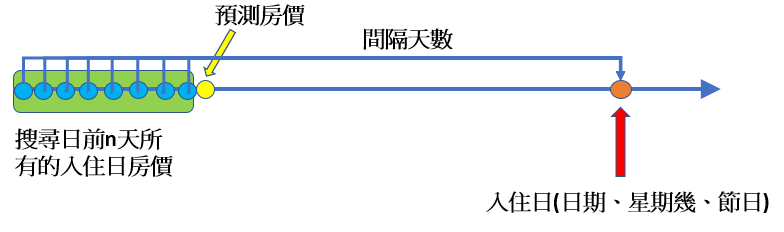 預測房價
間隔天數
搜尋日前n天所
有的入住日房價
入住日(日期、星期幾、節日)